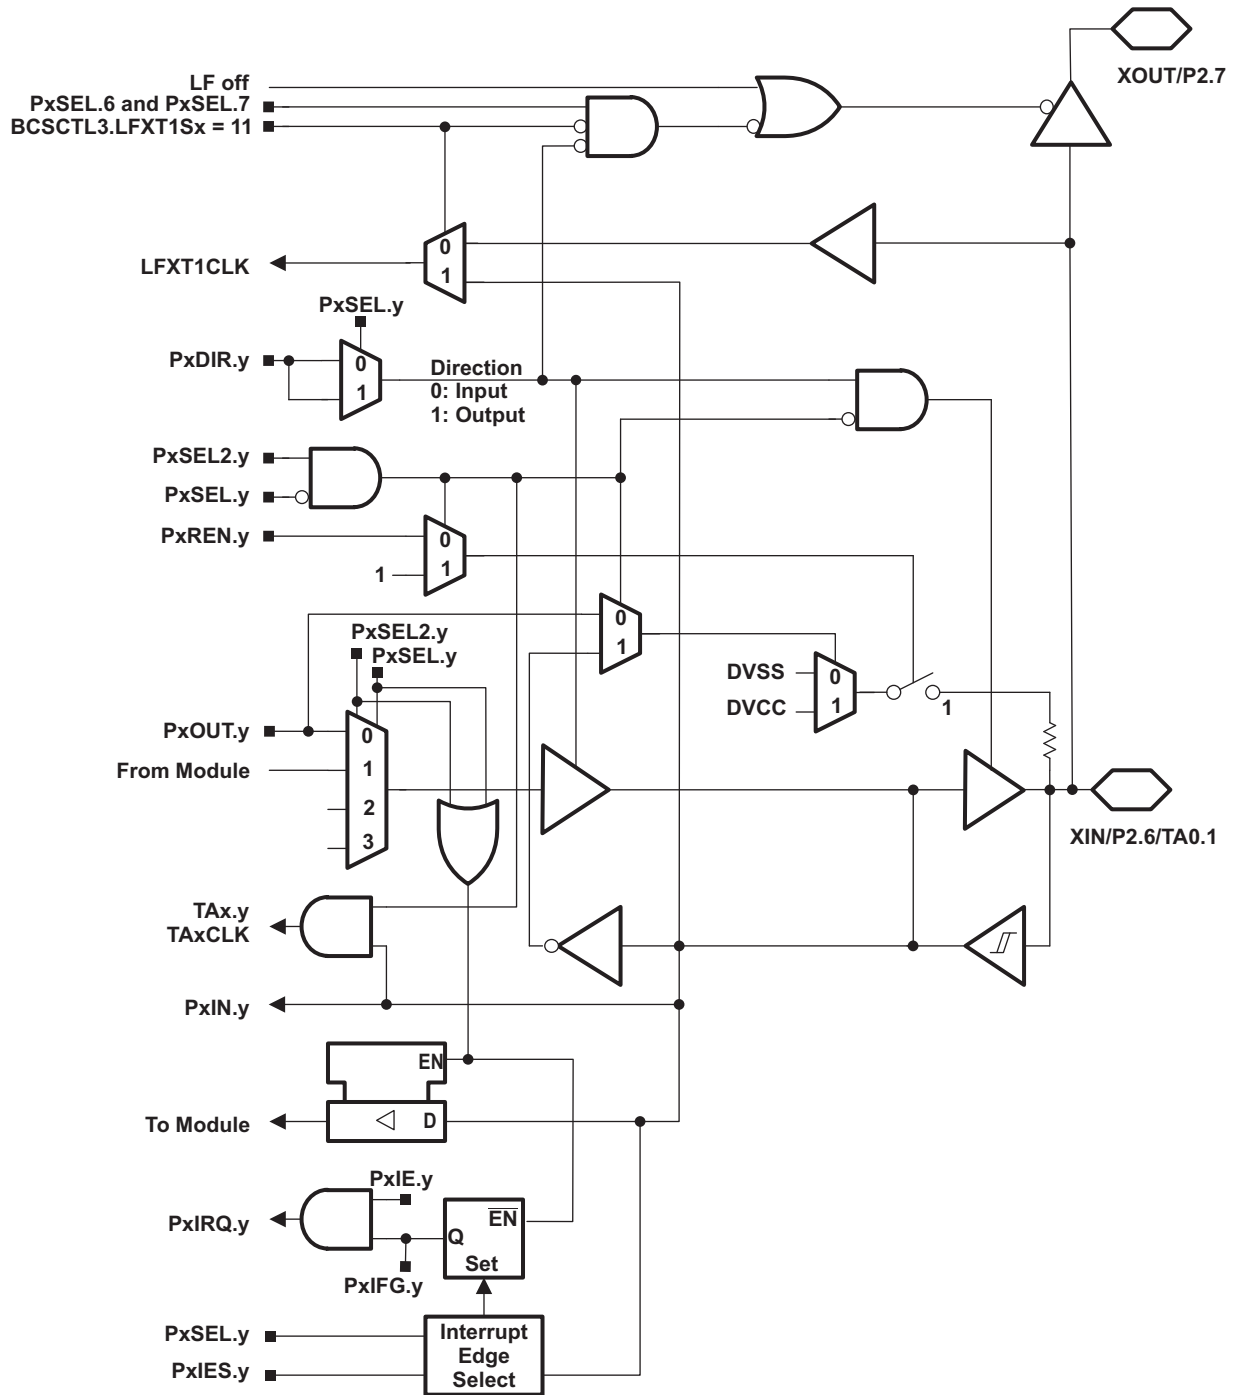 XOUT/P2.7
LF off
PxSEL.6 and PxSEL.7
BCSCTL3.LFXT1Sx = 11
0
1
LFXT1CLK
PxSEL.y
PxDIR.y
0
1
Direction
0: Input
1: Output
PxSEL2.y
PxSEL.y
PxREN.y
0
1
1
0
1
PxSEL2.y
PxSEL.y
DVSS
DVCC
0
1
1
PxOUT.y
From Module
0
1
2
3
XIN/P2.6/TA0.1
TAx.y
TAxCLK
PxIN.y
EN
D
To Module
PxIE.y
PxIRQ.y
EN
Q
Set
PxIFG.y
PxSEL.y
PxIES.y
Interrupt
Edge
Select